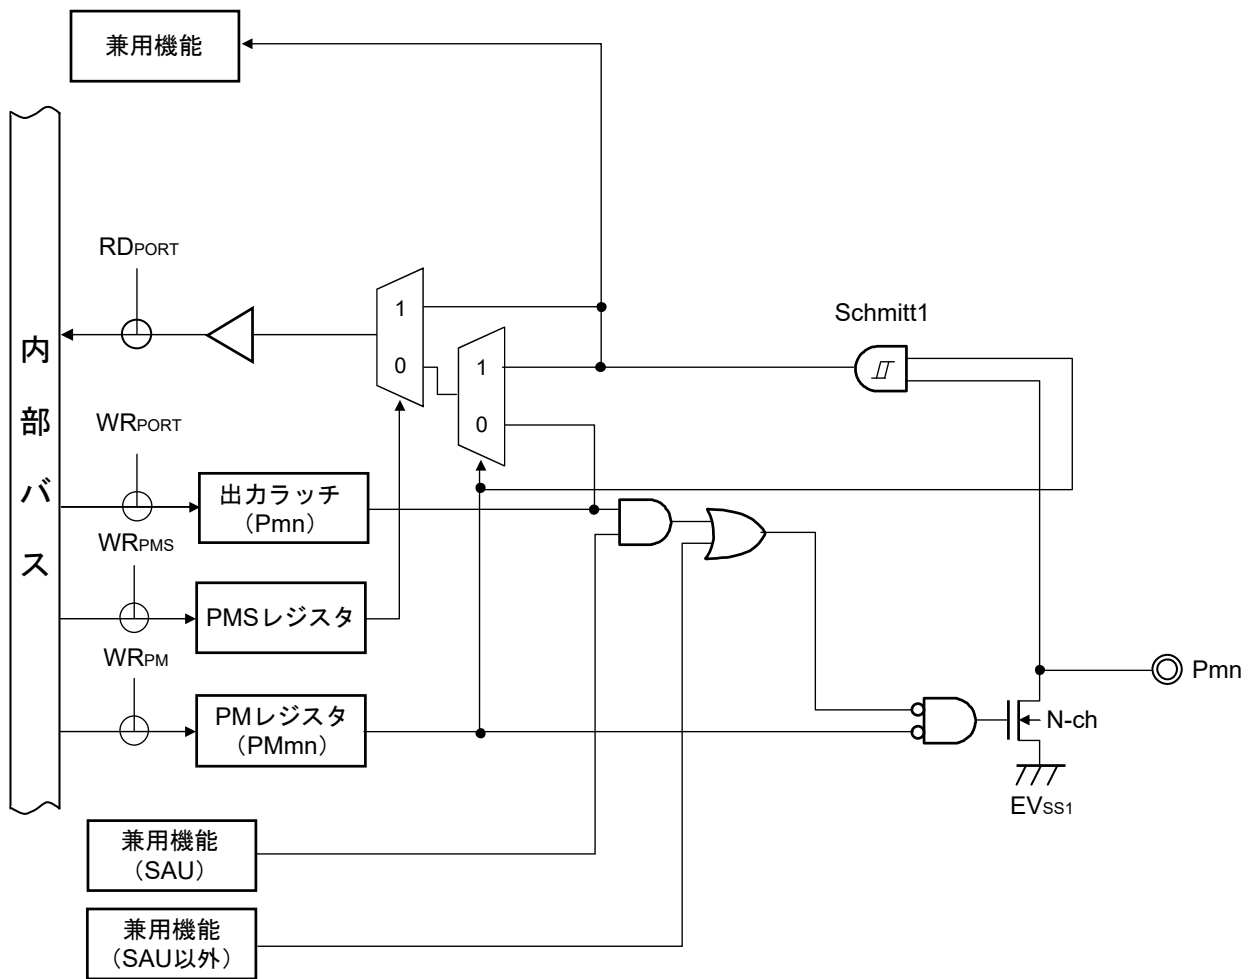 兼用機能
内部バス
RDPORT
1
0
1
0
Schmitt1
WRPORT
出力ラッチ
（Pmn）
WRPMS
PMSレジスタ
WRPM
PMレジスタ
（PMmn）
Pmn
N-ch
EVSS1
兼用機能
（SAU）
兼用機能
（SAU以外）